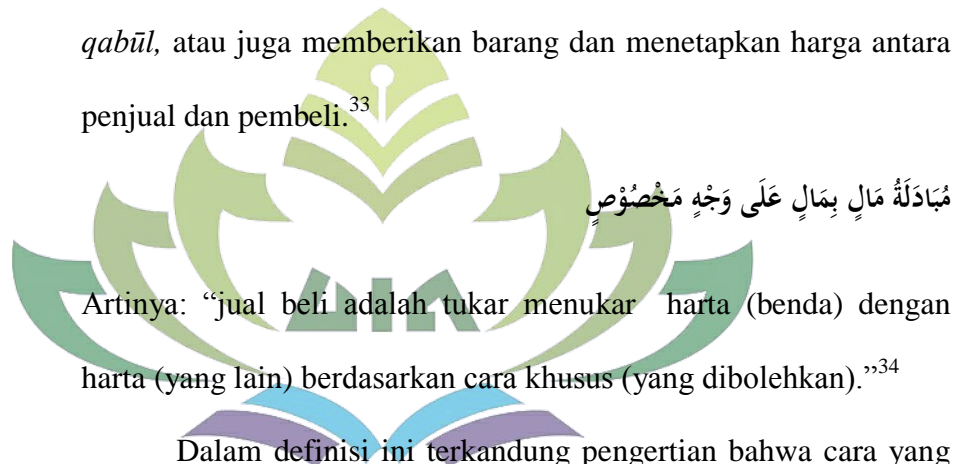 qabūl, atau juga memberikan barang dan menetapkan harga antara
penjual dan pembeli.33
مُبَادَلَةُ مَالٍ بِمَالٍ عَلَى وَجْهٍ مَخْصُوْصٍ
Artinya: “jual beli adalah tukar menukar harta (benda) dengan
harta (yang lain) berdasarkan cara khusus (yang dibolehkan).”34
Dalam definisi ini terkandung pengertian bahwa cara yang